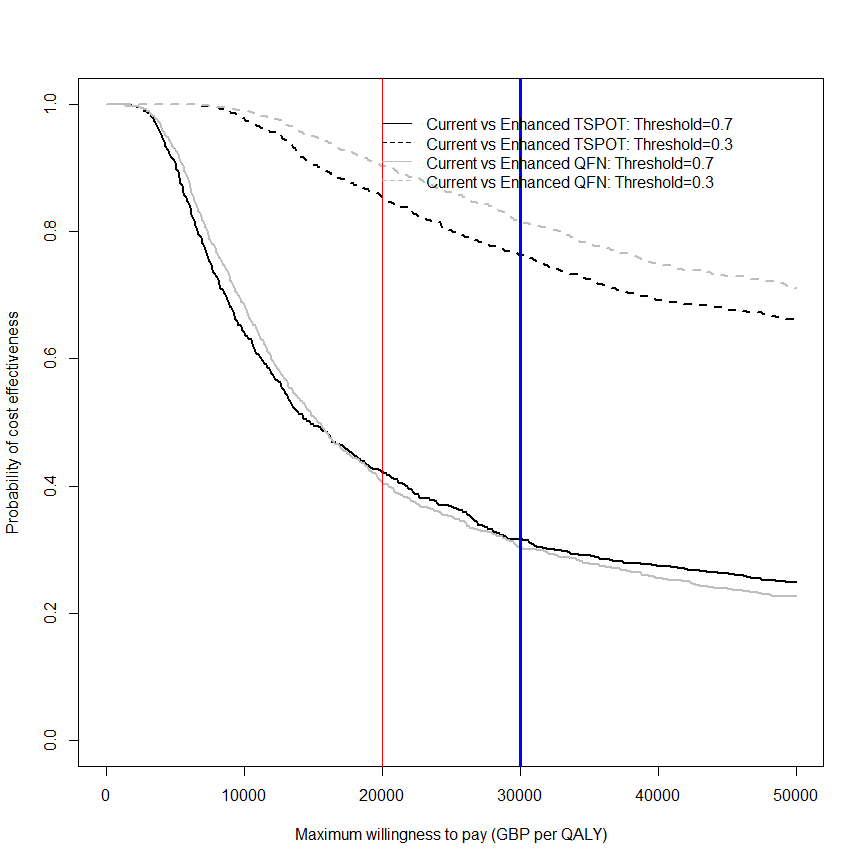 Current vs Enhanced TSPOT: Threshold=0.7
Current vs Enhanced TSPOT: Threshold=0.3
Current vs Enhanced QFN: Threshold=0.7
Current vs Enhanced QFN: Threshold=0.3
Probability of cost effectiveness
1.0
0.8
0.6
0.4
0.2
0.0
0 10000 20000 30000 40000 50000
Maximum willingness to pay (GBP per QALY)